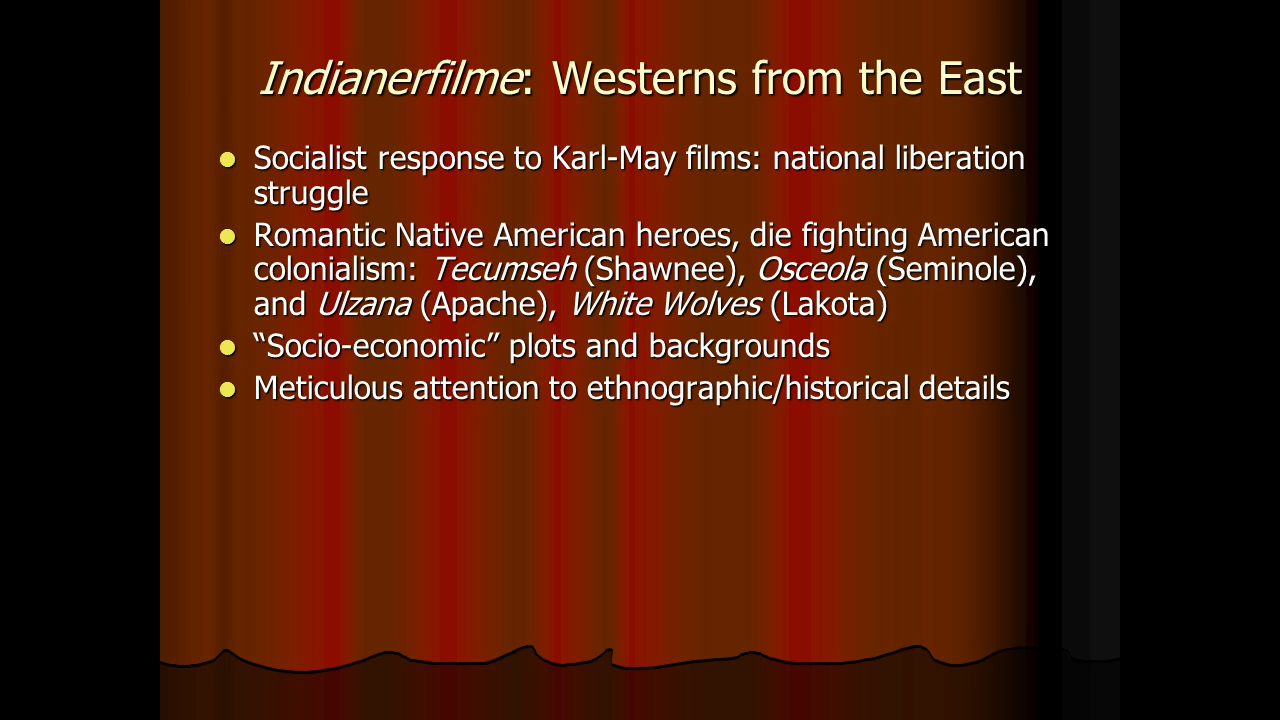 Indianerfilme: Westerns from the East
Socialist response to Karl-May films: national liberation
struggle
Romantic Native American heroes, die fighting American
colonialism: Tecumseh (Shawnee), Osceola (Seminole),
and Ulzana (Apache), White Wolves (Lakota)
“Socio-economic” plots and backgrounds
Meticulous attention to ethnographic/historical details